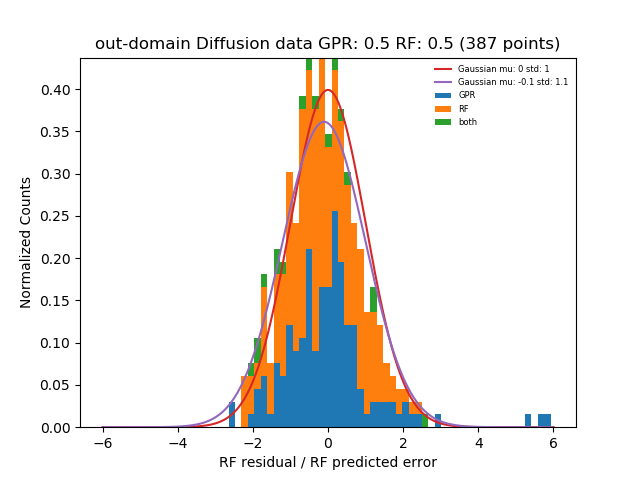 out-domain Diffusion data GPR: 0.5 RF: 0.5 (387 points)
Gaussian mu: 0 std: 1
Gaussian mu: -0.1 std: 1.1
GPR
RF
both
Normalized Counts
0.40
0.35
0.30
0.25
0.20
0.15
0.10
0.05
0.00
−6 −4 −2 0 2 4 6
RF residual / RF predicted error